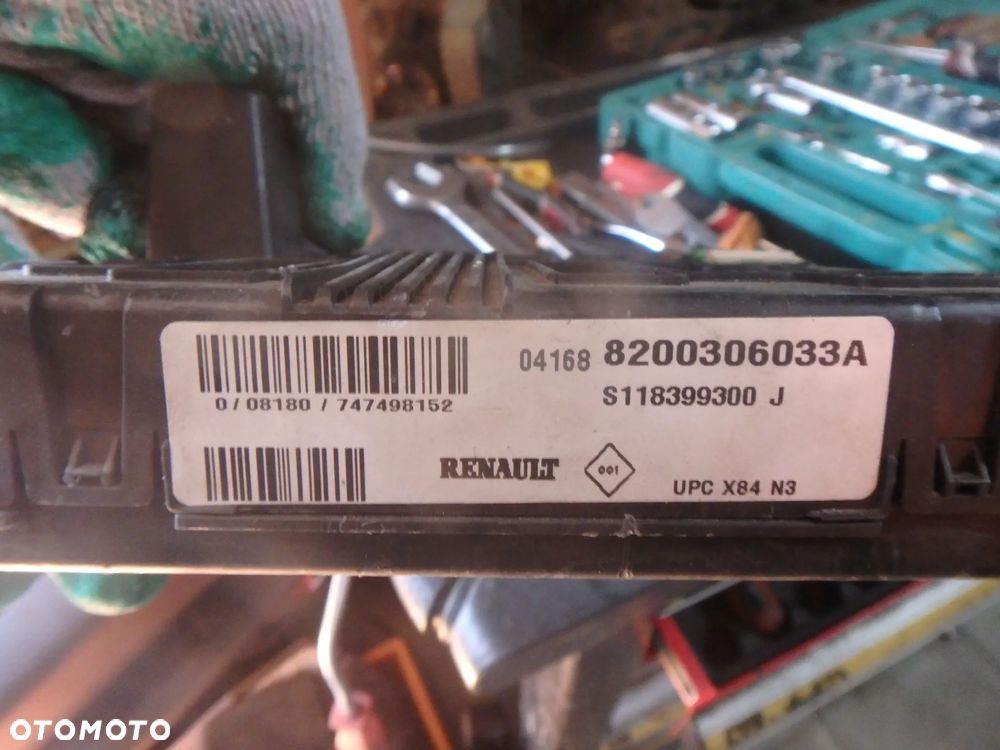 04168 8200306033A
S118399300 J
0/08180/747498152
RENAULT
001
UPC X84 N3
OTOMOTO